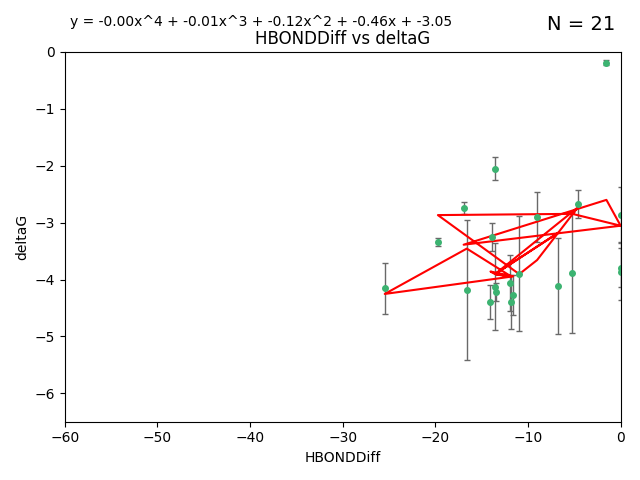 y = -0.00x^4 + -0.01x^3 + -0.12x^2 + -0.46x + -3.05
N = 21
HBONDDiff vs deltaG
0
−1
−2
−3
−4
−5
−6
deltaG
−60 −50 −40 −30 −20 −10 0
HBONDDiff